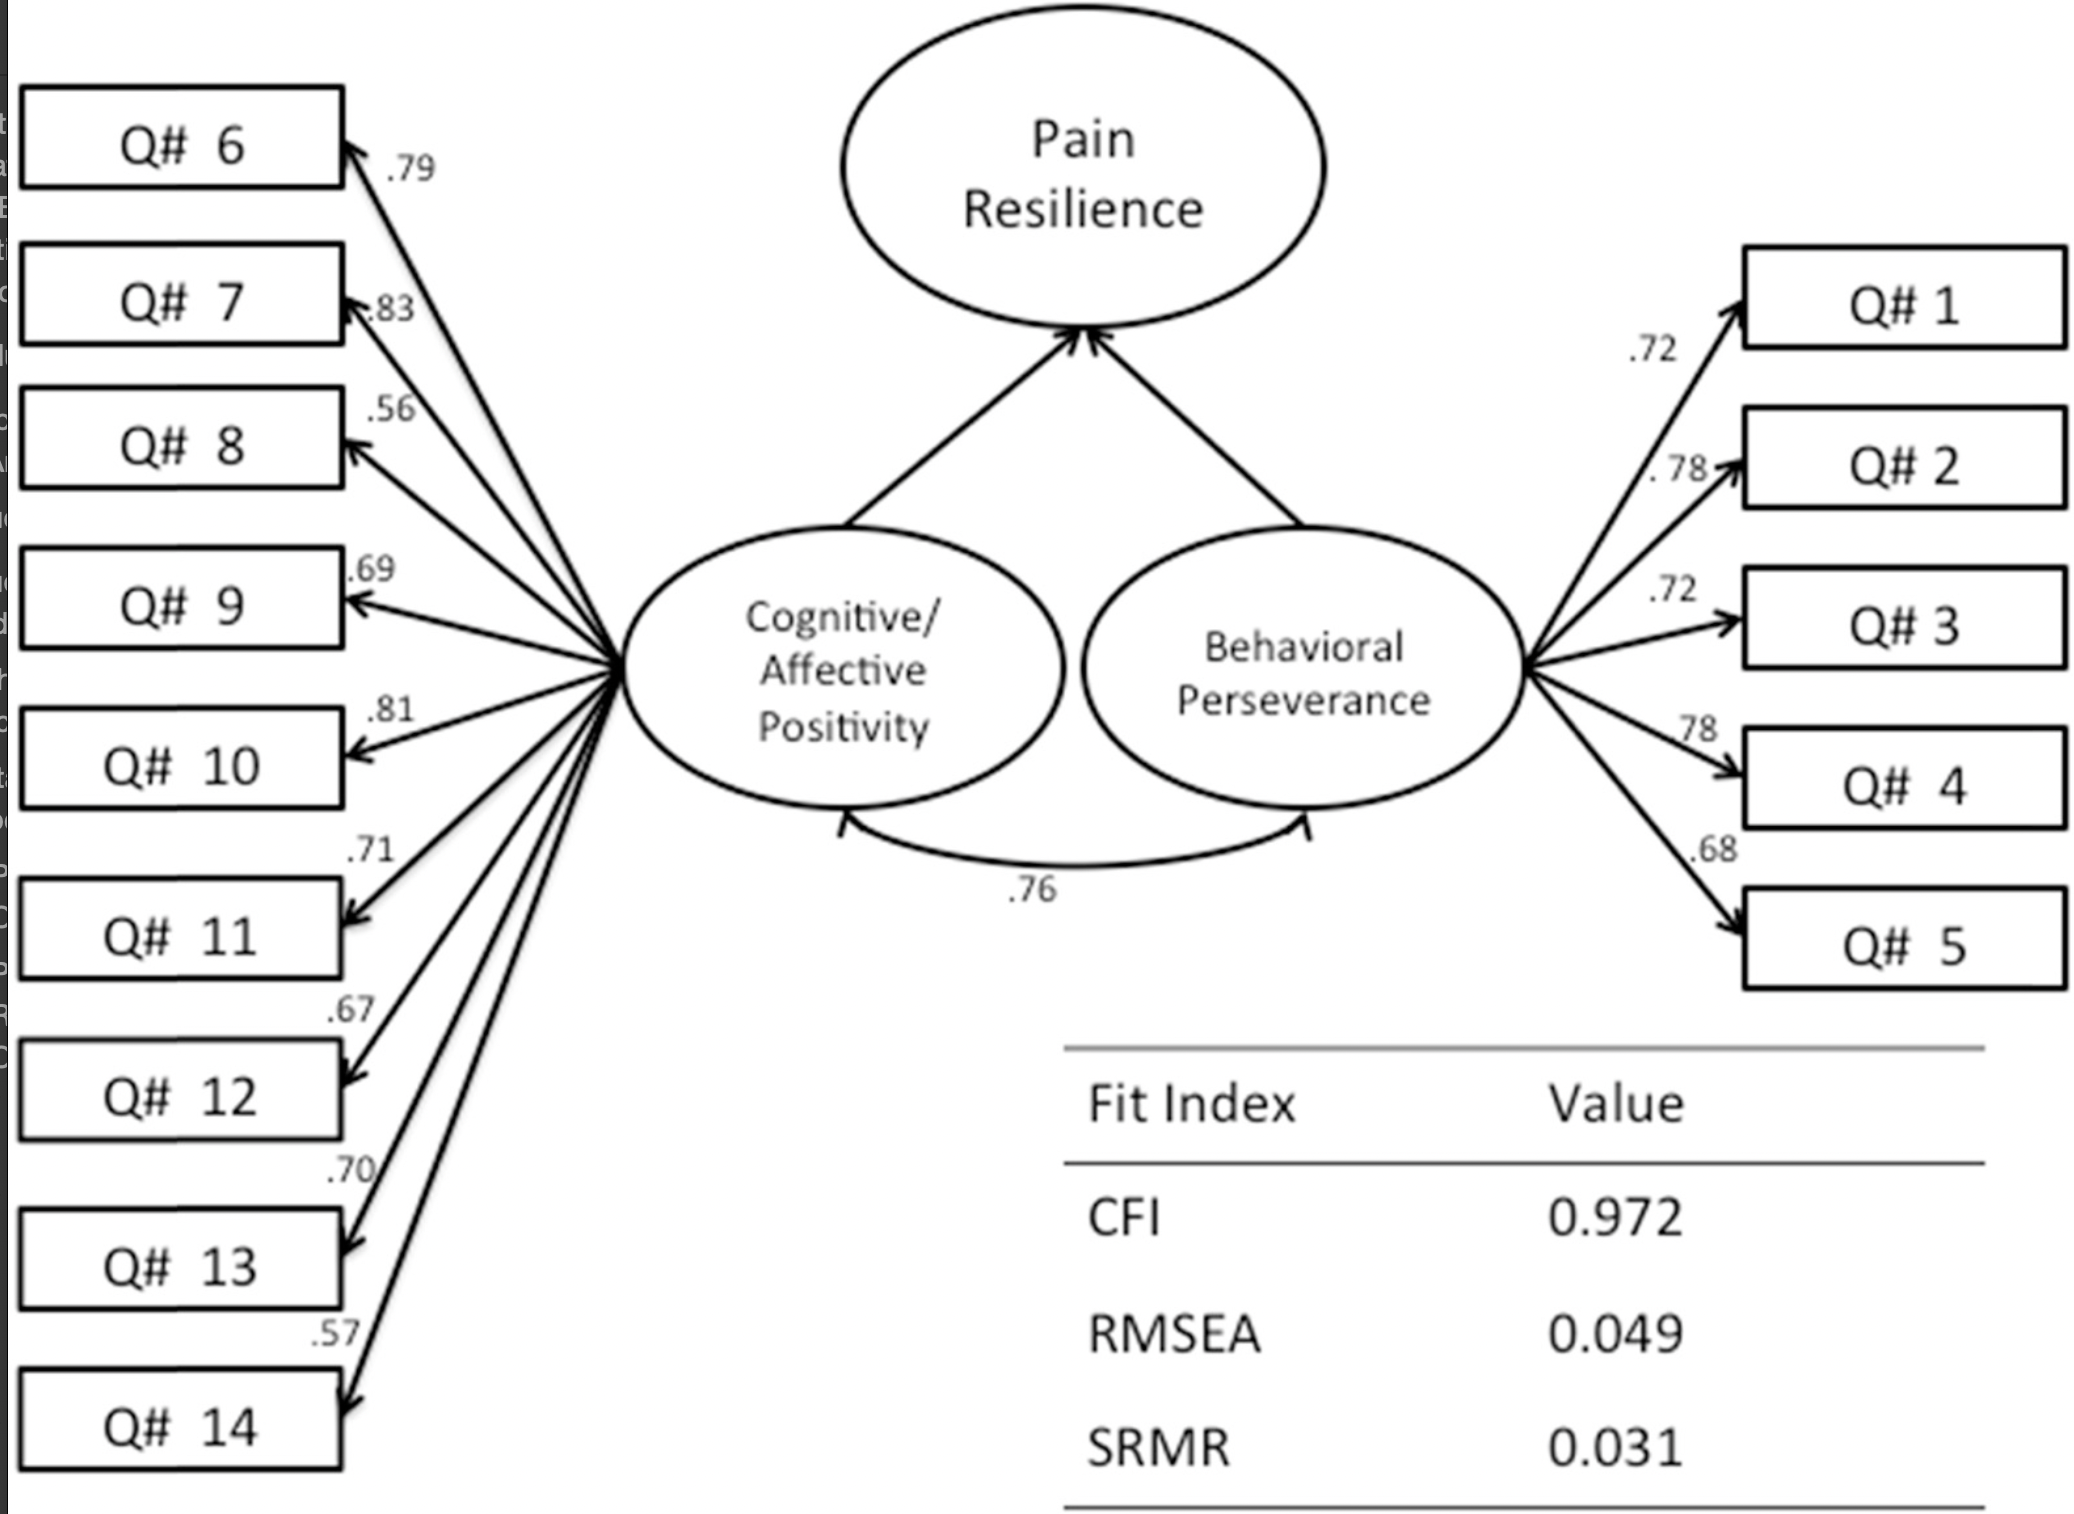 Pain
Resilience
Q# 6
.79
Q# 7
.83
Q# 8
.56
Q# 9
.69
Q# 10
.81
Q# 11
.71
Q# 12
.67
Q# 13
.70
Q# 14
.57
Cognitive/
Affective
Positivity
Behavioral
Perseverance
.76
Q# 1
.72
Q# 2
. 78
Q# 3
.72
Q# 4
.78
Q# 5
.68
Fit Index Value
CFI 0.972
RMSEA 0.049
SRMR 0.031